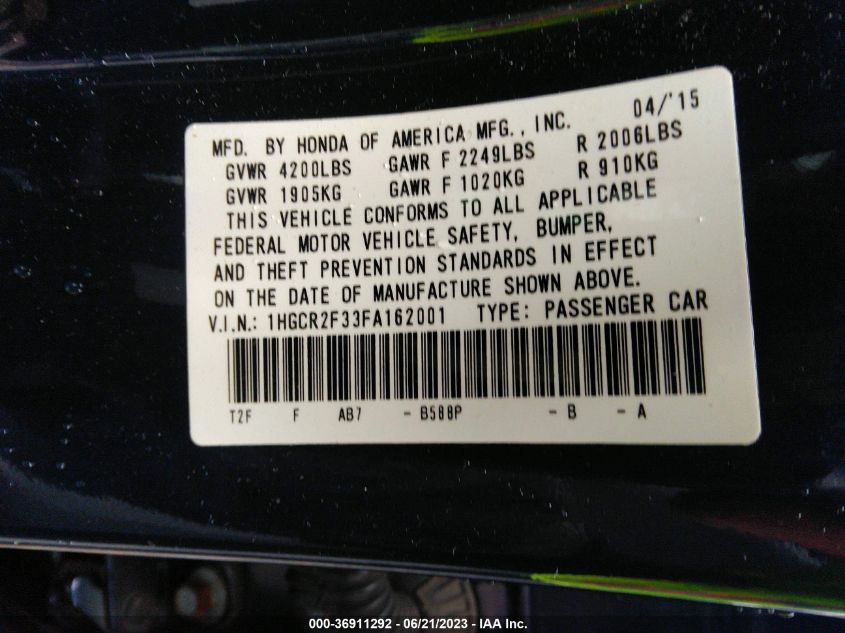 04/'15
MFD. BY HONDA OF AMERICA MFG., INC.
GVWR 4200LBS GAWR F 2249LBS R 2006LBS
GVWR 1905KG GAWR F 1020KG R 910KG
THIS VEHICLE CONFORMS TO ALL APPLICABLE
FEDERAL MOTOR VEHICLE SAFETY, BUMPER,
AND THEFT PREVENTION STANDARDS IN EFFECT
ON THE DATE OF MANUFACTURE SHOWN ABOVE.
V.I.N.: 1HGCR2F33FA162001 TYPE: PASSENGER CAR
T2F F AB7 - B588P - B - A
000-36911292 - 06/21/2023 - IAA Inc.